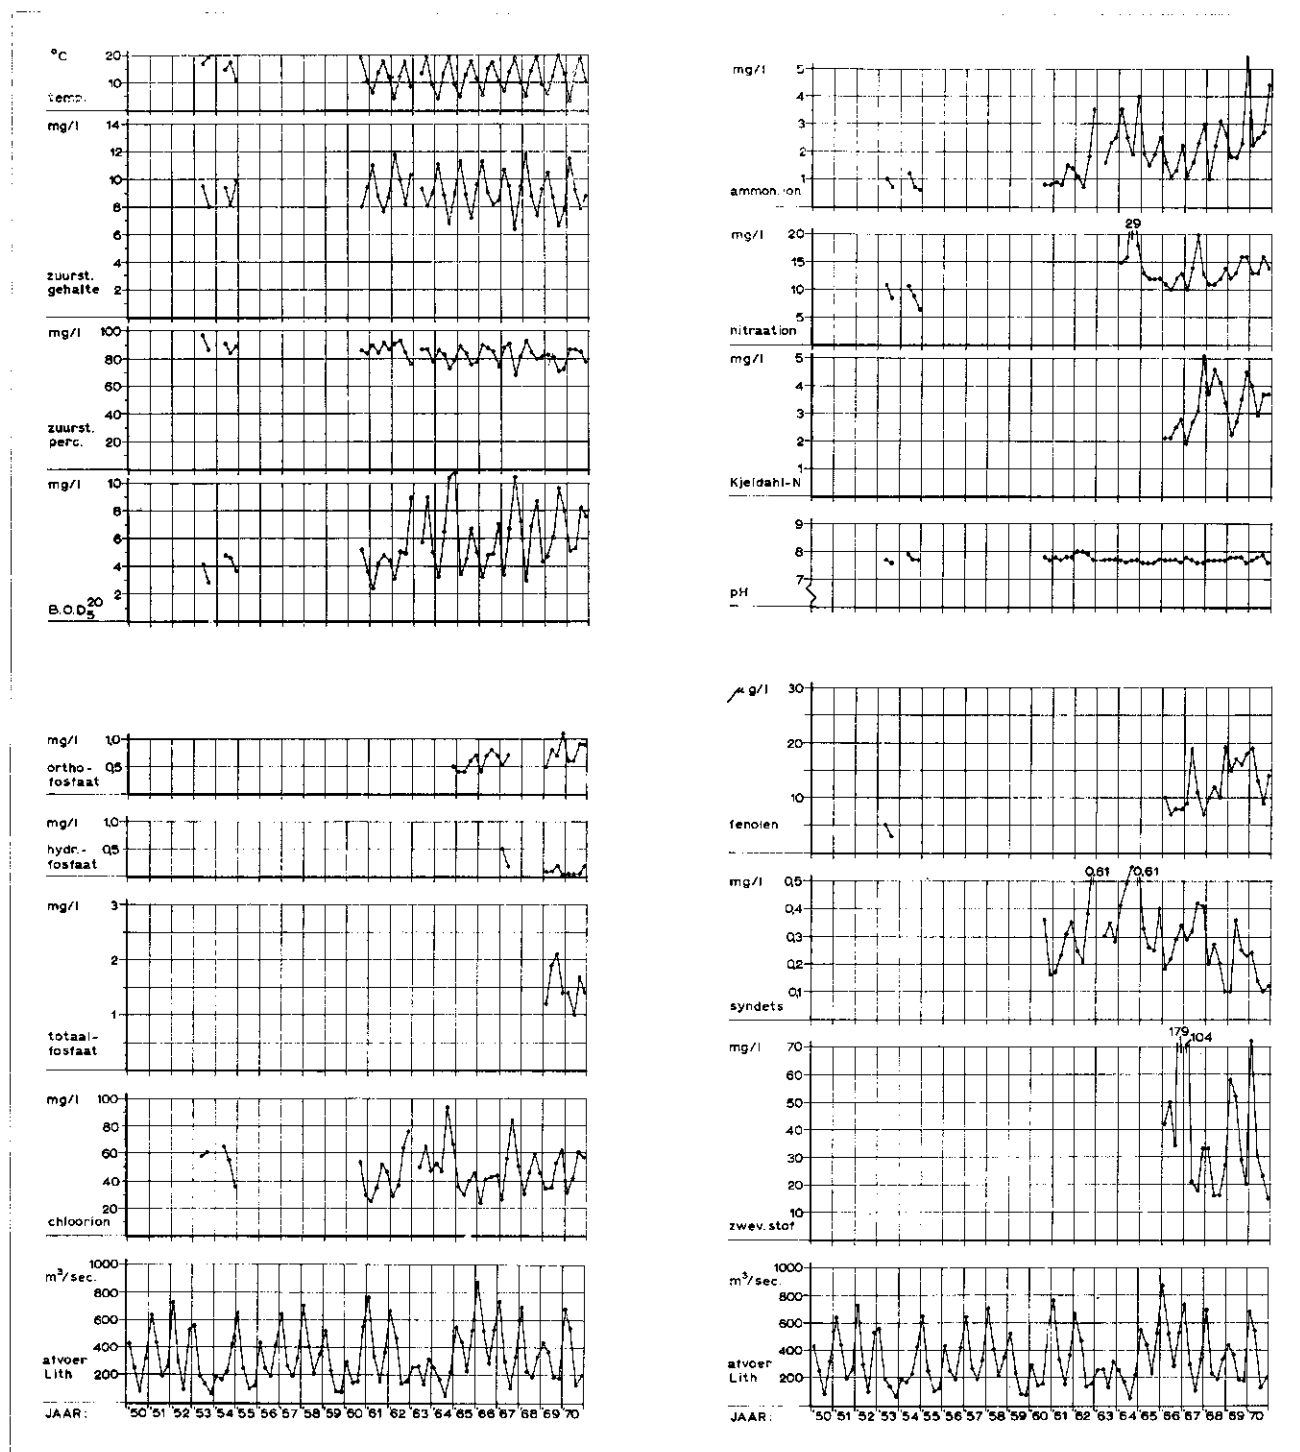 °C
20
10
temp.
mg/l
14
12
10
8
6
4
2
zuurst.
gehalte
mg/l
100
80
60
40
20
zuurst.
perc.
mg/l
10
8
6
4
2
B.O.D 20 5
mg/l
1,0
0,5
ortho-
fosfaat
mg/l
1,0
0,5
hydr.-
fosfaat
mg/l
3
2
1
totaal-
fosfaat
mg/l
100
80
60
40
20
chloorion
m³/sec.
1000
800
600
400
200
afvoer
Lith
JAAR: '50 '51 '52 '53 '54 '55 '56 '57 '58 '59 '60 '61 '62 '63 '64 '65 '66 '67 '68 '69 '70
mg/l
5
4
3
2
1
ammon. ion
mg/l
29
20
15
10
5
nitraation
mg/l
5
4
3
2
1
Kjeldahl-N
9
8
7
pH
µg/l
30
20
10
fenolen
mg/l
0,61 0,61
0,5
0,4
0,3
0,2
0,1
syndets
mg/l
179 104
70
60
50
40
30
20
10
zwev. stof
m³/sec.
1000
800
600
400
200
afvoer
Lith
JAAR: '50 '51 '52 '53 '54 '55 '56 '57 '58 '59 '60 '61 '62 '63 '64 '65 '66 '67 '68 '69 '70